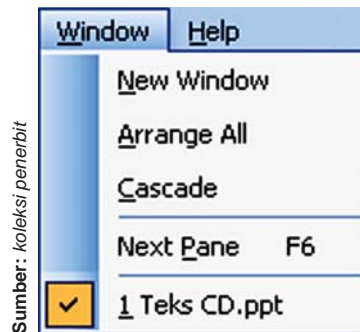 Window Help
New Window
Arrange All
Cascade
Next Pane F6
1 Teks CD.ppt
Sumber: koleksi penerbit